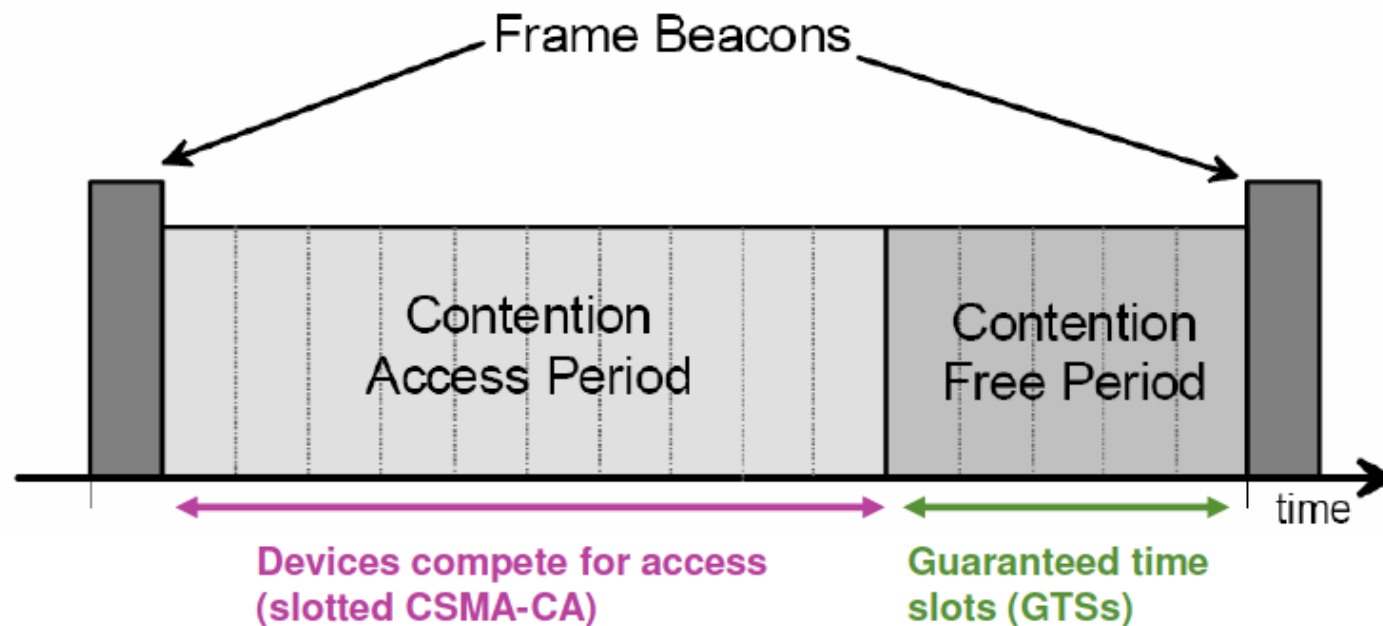 Frame Beacons
Contention
Access Period
Contention
Free Period
time
Devices compete for access
(slotted CSMA-CA)
Guaranteed time
slots (GTSs)